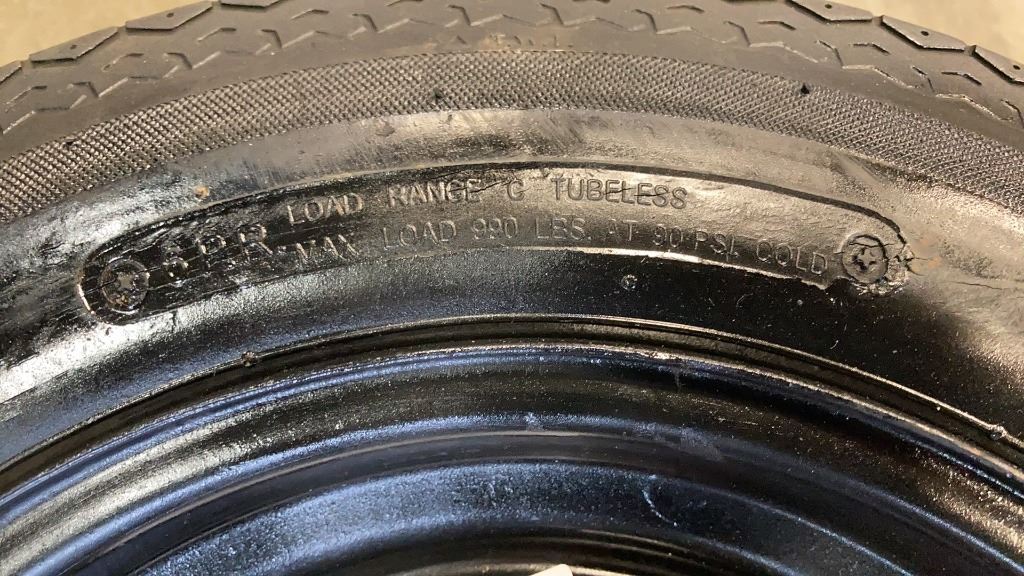 6 P.R. LOAD RANGE C TUBELESS
MAX. LOAD 990 LBS. AT 90 PSI. COLD